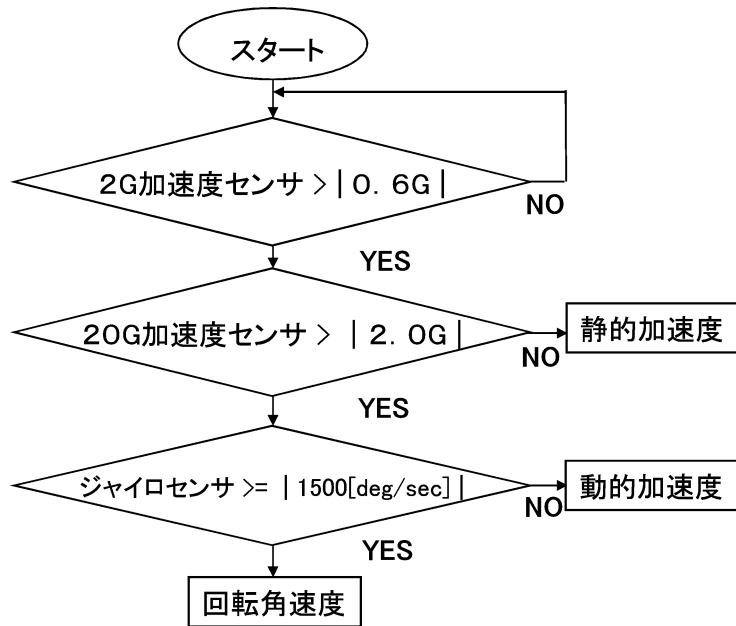 スタート
2G加速度センサ >|0. 6G|
NO
YES
20G加速度センサ > |2. 0G|
NO
静的加速度
YES
ジャイロセンサ >= |1500[deg/sec]|
NO
動的加速度
YES
回転角速度